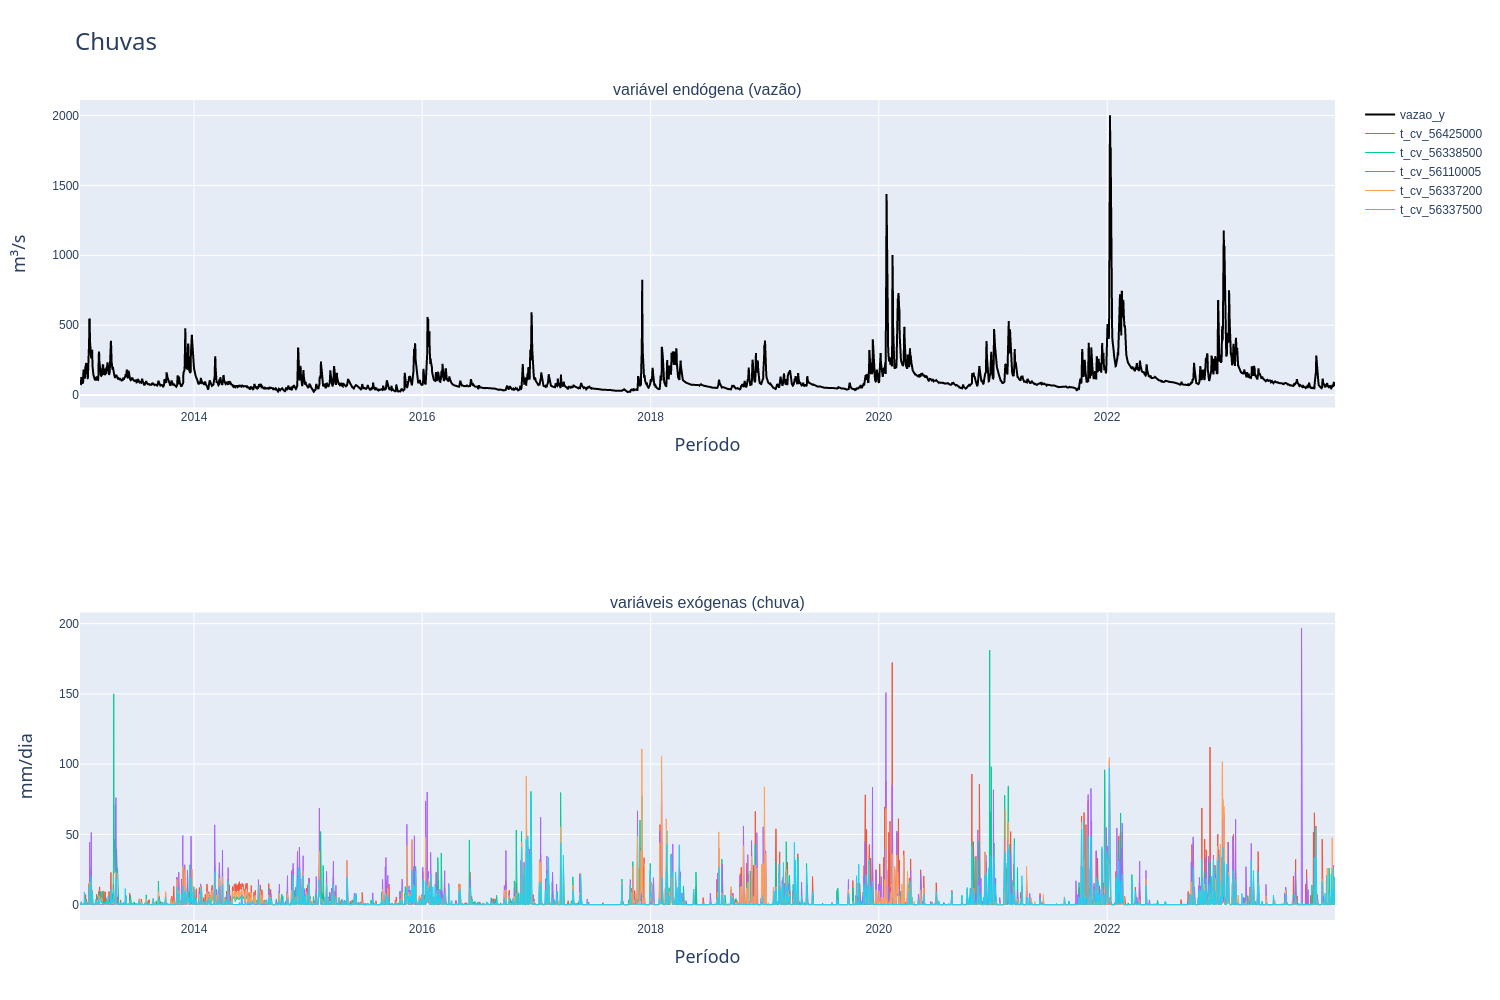 Chuvas
variável endógena (vazão)
2000
1500
1000
500
0
m³/s
2014
2016
2018
2020
2022
Período
vazao_y
t_cv_56425000
t_cv_56338500
t_cv_56110005
t_cv_56337200
t_cv_56337500
variáveis exógenas (chuva)
200
150
100
50
0
mm/dia
2014
2016
2018
2020
2022
Período